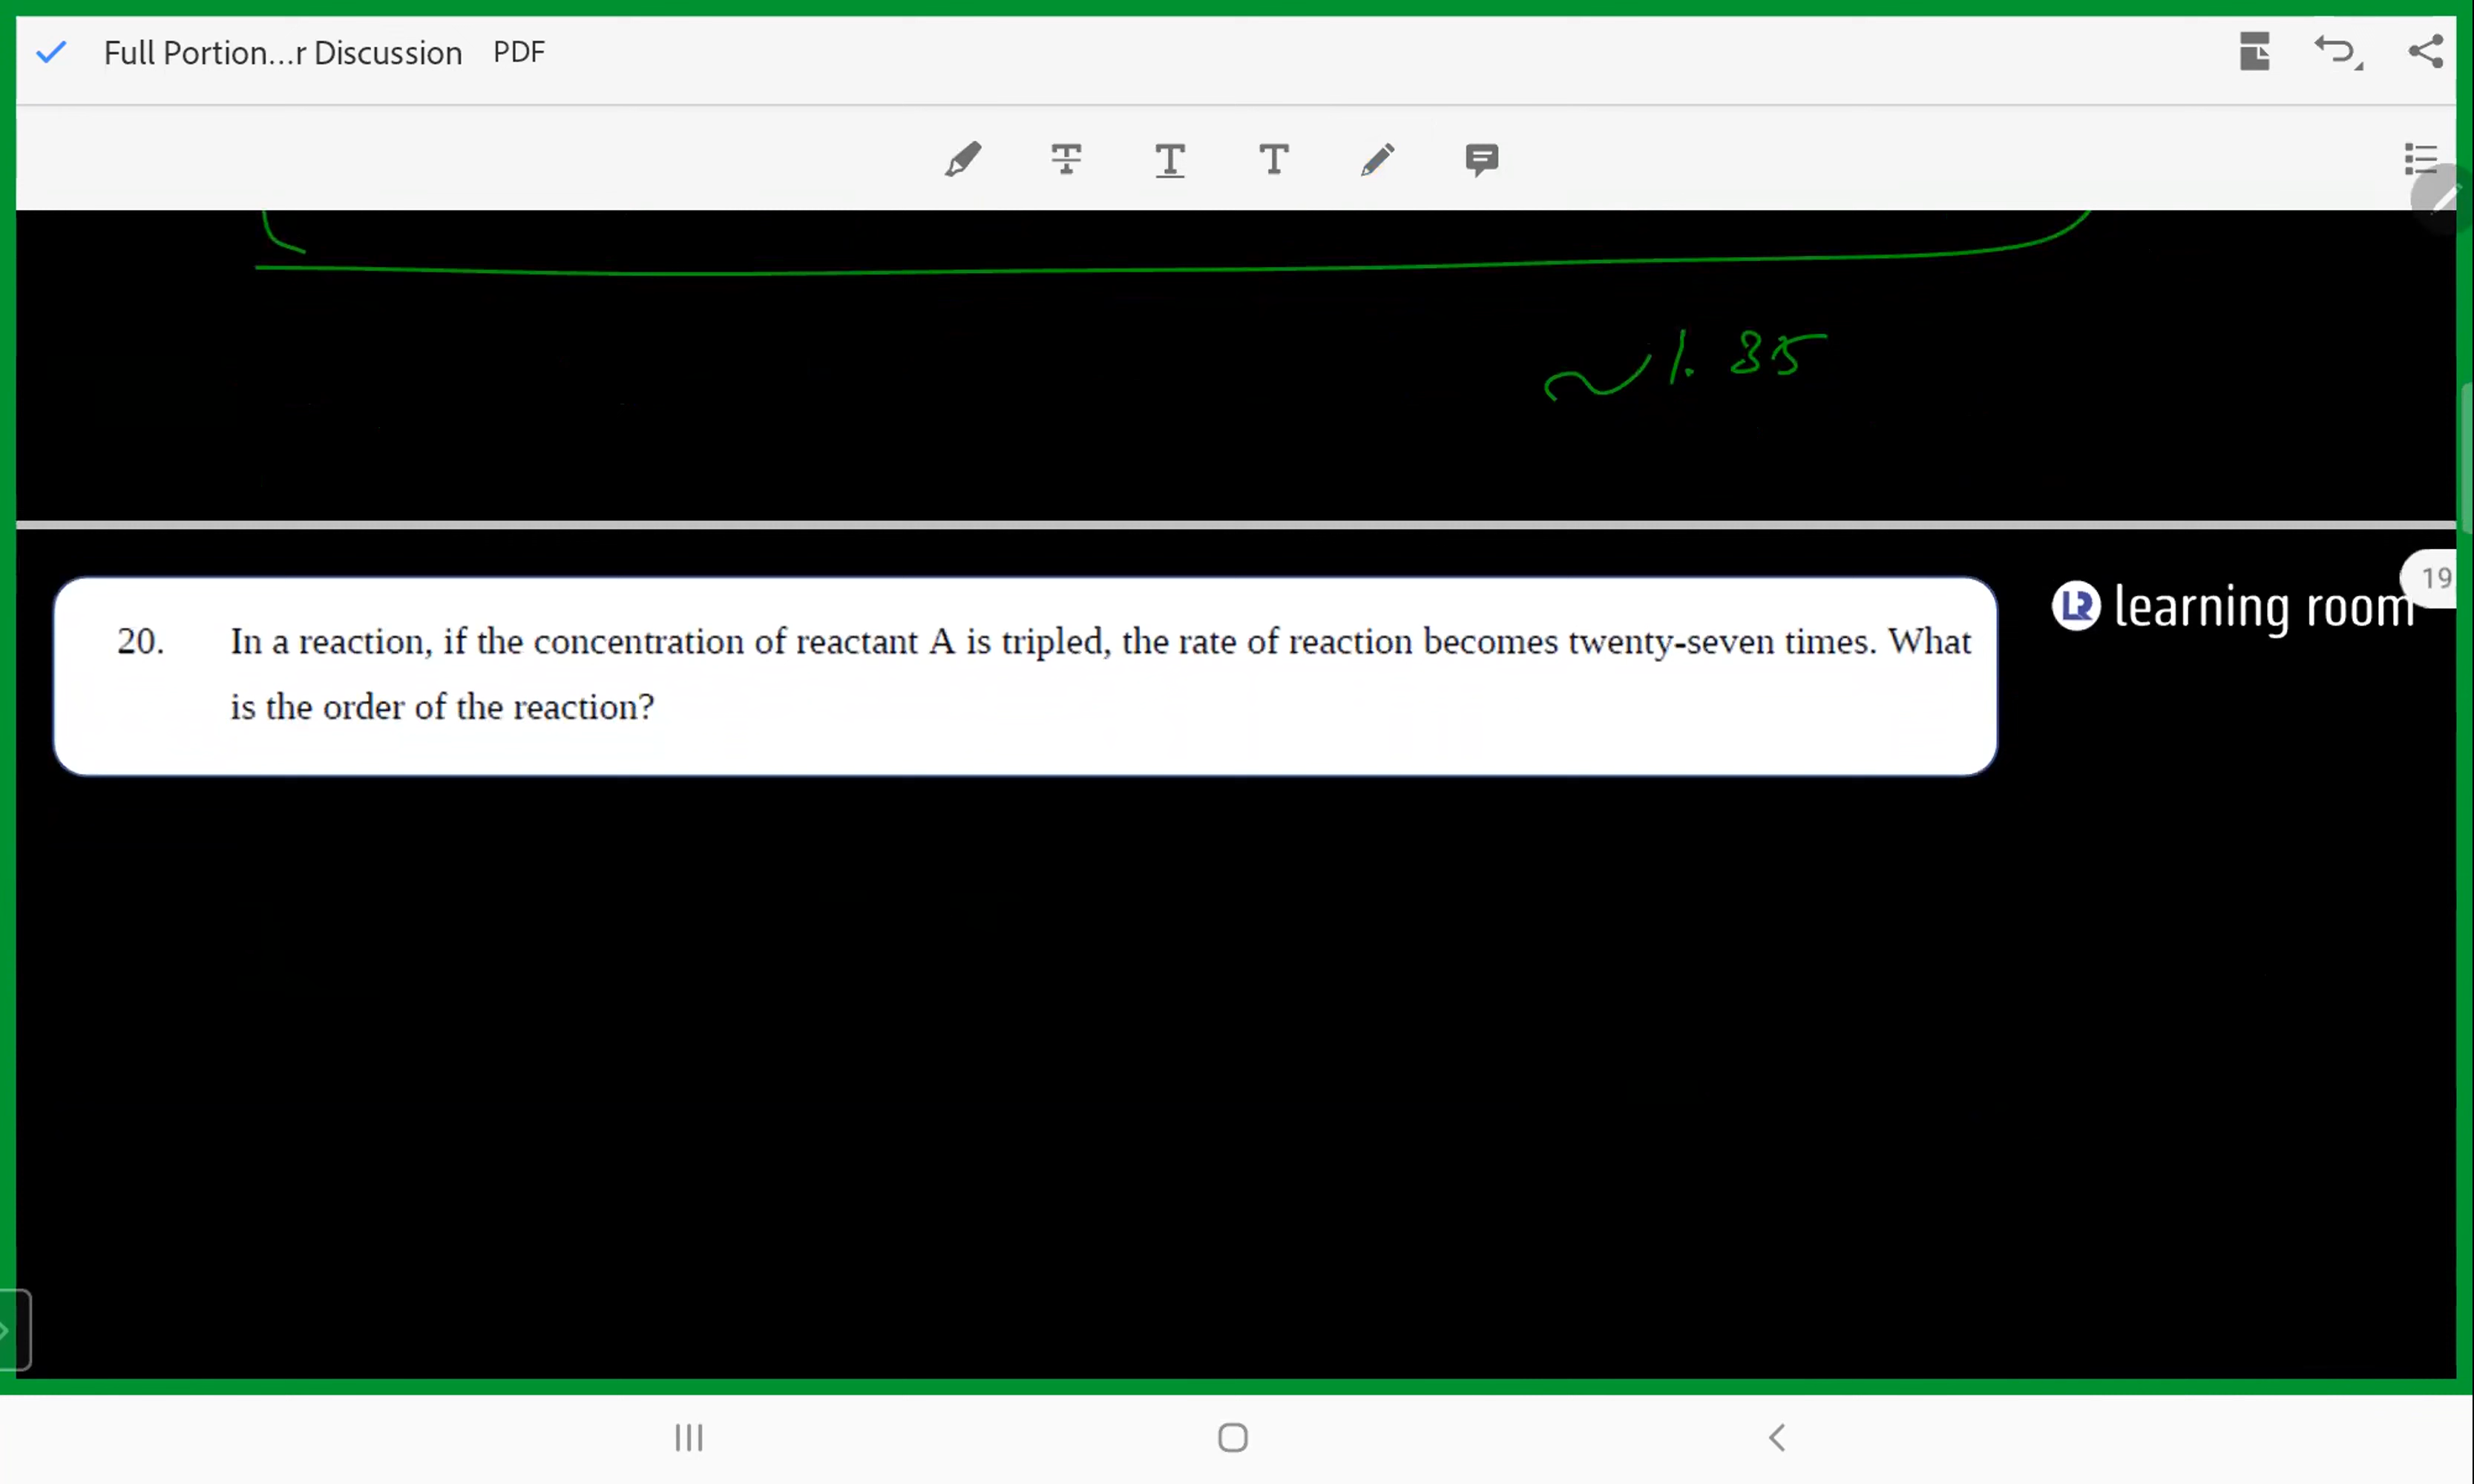 Full Portion...r Discussion PDF
~ 1.35
19
learning room
20. In a reaction, if the concentration of reactant A is tripled, the rate of reaction becomes twenty-seven times. What
is the order of the reaction?